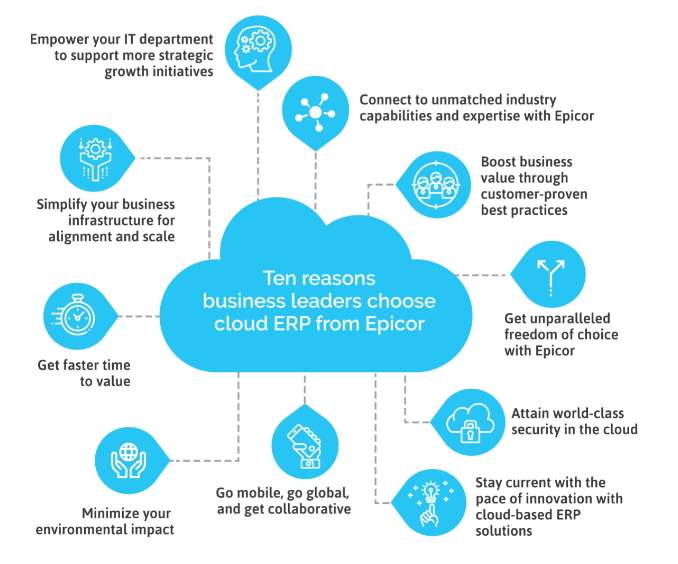 Empower your IT department
to support more strategic
growth initiatives
Connect to unmatched industry
capabilities and expertise with Epicor
Boost business
value through
customer-proven
best practices
Simplify your business
infrastructure for
alignment and scale
Ten reasons
business leaders choose
cloud ERP from Epicor
Get unparalleled
freedom of choice
with Epicor
Get faster time
to value
Attain world-class
security in the cloud
Stay current with the
pace of innovation with
cloud-based ERP
solutions
Go mobile, go global,
and get collaborative
Minimize your
environmental impact